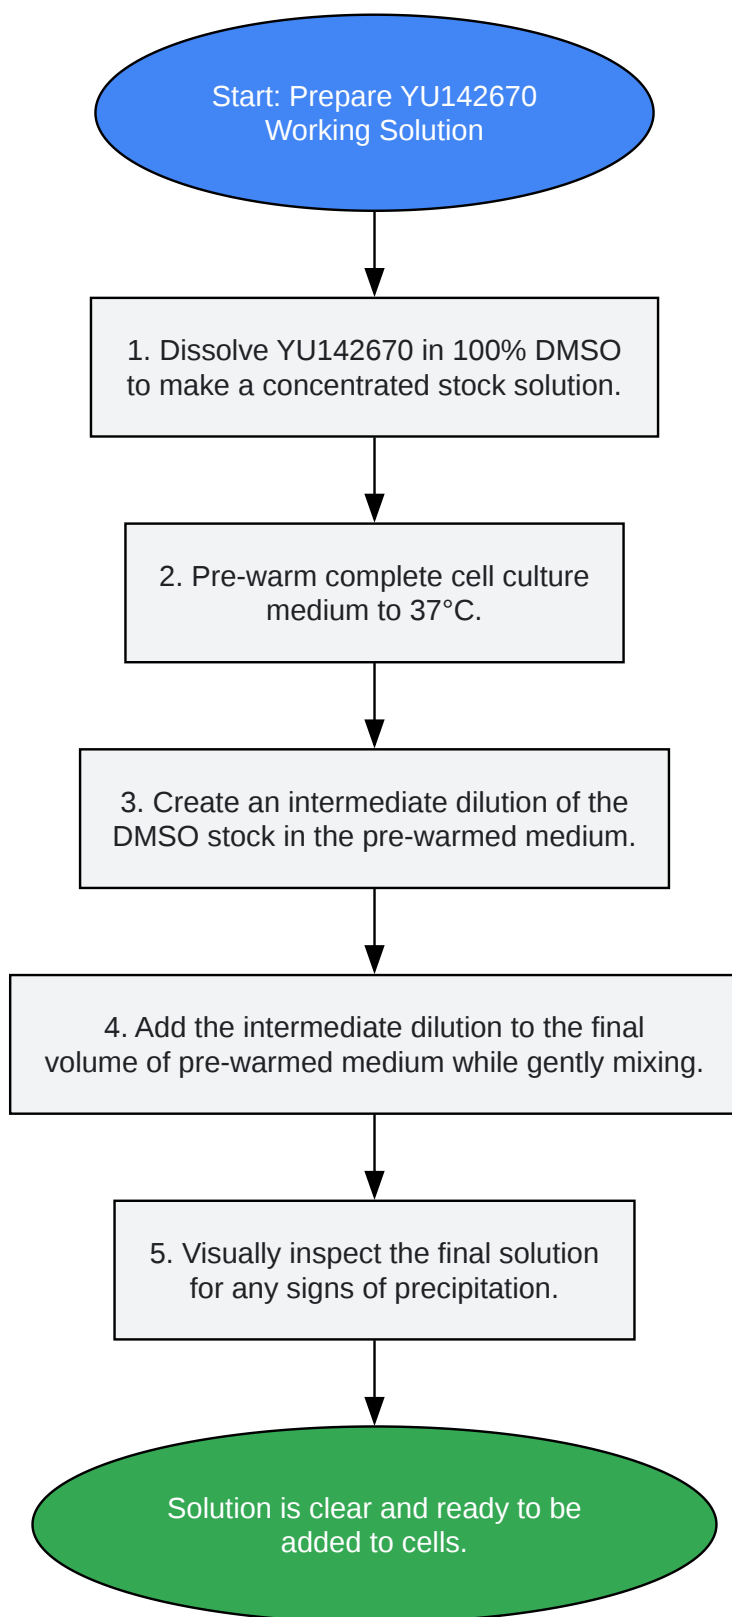 Start: Prepare YU142670
Working Solution
1. Dissolve YU142670 in 100% DMSO
to make a concentrated stock solution.
2. Pre-warm complete cell culture
medium to 37°C.
3. Create an intermediate dilution of the
DMSO stock in the pre-warmed medium.
4. Add the intermediate dilution to the final
volume of pre-warmed medium while gently mixing.
5. Visually inspect the final solution
for any signs of precipitation.
Solution is clear and ready to be
added to cells.